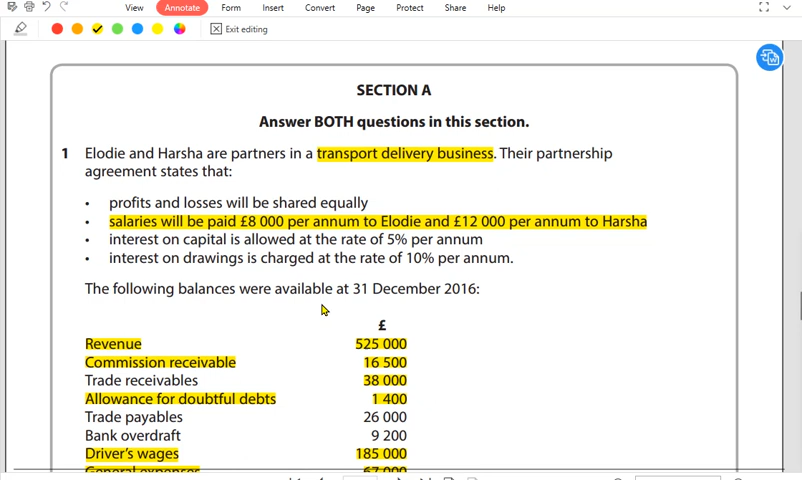 View Annotate Form Insert Convert Page Protect Share Help
Exit editing
SECTION A
Answer BOTH questions in this section.
1 Elodie and Harsha are partners in a transport delivery business. Their partnership
agreement states that:
• profits and losses will be shared equally
• salaries will be paid £8 000 per annum to Elodie and £12 000 per annum to Harsha
• interest on capital is allowed at the rate of 5% per annum
• interest on drawings is charged at the rate of 10% per annum.
The following balances were available at 31 December 2016:
£
Revenue 525 000
Commission receivable 16 500
Trade receivables 38 000
Allowance for doubtful debts 1 400
Trade payables 26 000
Bank overdraft 9 200
Driver's wages 185 000
General expenses 67 000